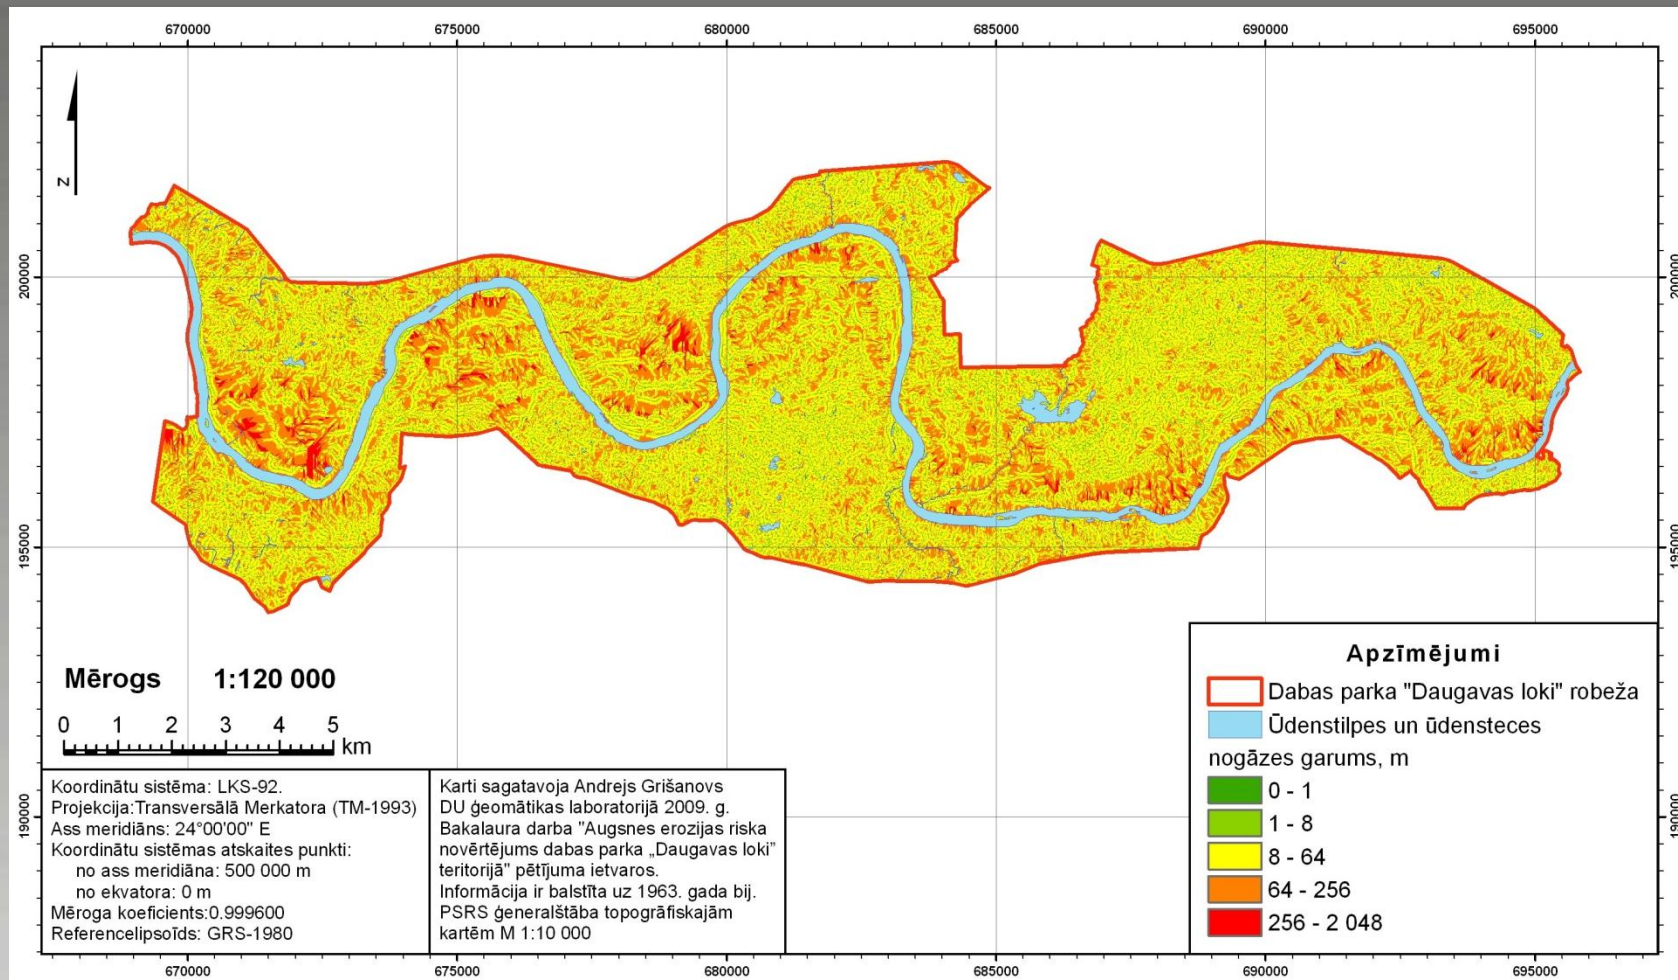 670000 675000 680000 685000 690000 695000
z
200000 200000
195000 195000
190000 190000
Mērogs 1:120 000
0 1 2 3 4 5
km
Koordinātu sistēma: LKS-92.
Projekcija:Transversālā Merkatora (TM-1993)
Ass meridiāns: 24°00'00" E
Koordinātu sistēmas atskaites punkti:
no ass meridiāna: 500 000 m
no ekvatora: 0 m
Mēroga koeficients:0.999600
Referencelipsoīds: GRS-1980
Karti sagatavoja Andrejs Grišanovs
DU ģeomātikas laboratorijā 2009. g.
Bakalaura darba "Augsnes erozijas riska
novērtējums dabas parka „Daugavas loki"
teritorijā" pētījuma ietvaros.
Informācija ir balstīta uz 1963. gada bij.
PSRS ģeneralštāba topogrāfiskajām
kartēm M 1:10 000
Apzīmējumi
Dabas parka "Daugavas loki" robeža
Ūdenstilpes un ūdensteces
nogāzes garums, m
0 - 1
1 - 8
8 - 64
64 - 256
256 - 2 048
670000 675000 680000 685000 690000 695000